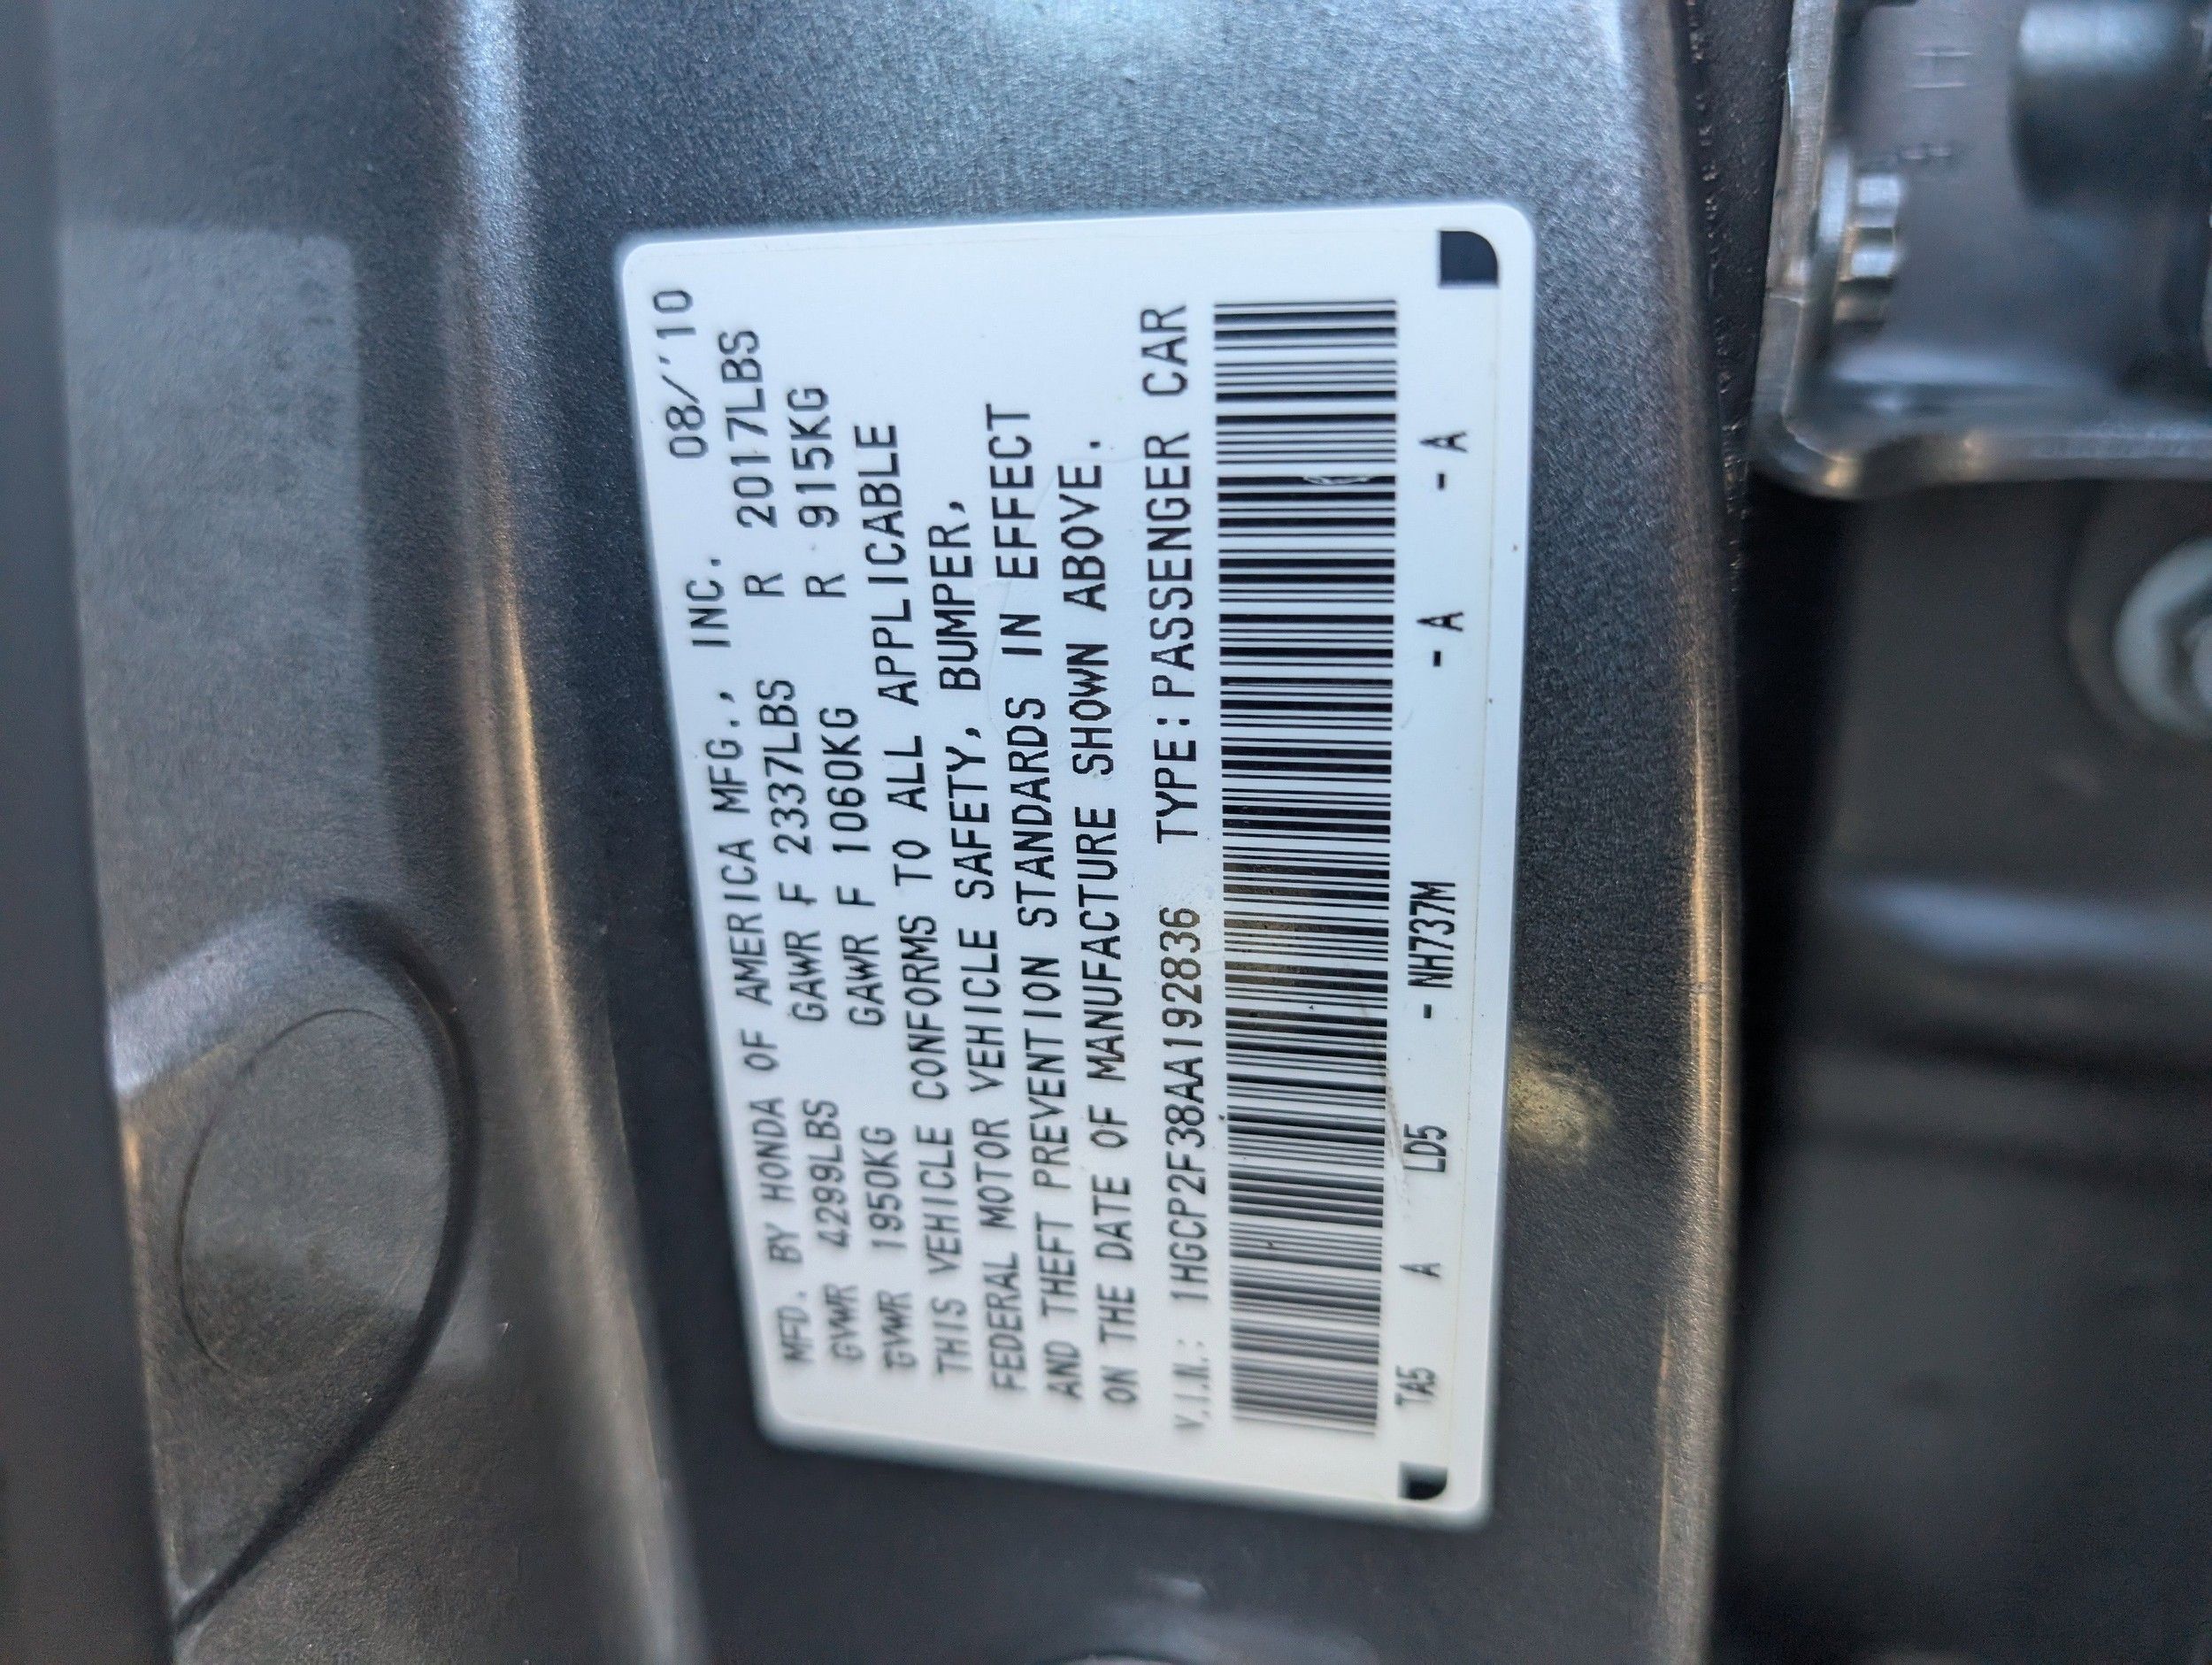 MFD. BY HONDA OF AMERICA MFG., INC. 08/'10
GVWR 4299LBS GAWR F 2337LBS R 2017LBS
GVWR 1950KG GAWR F 1060KG R 915KG
THIS VEHICLE CONFORMS TO ALL APPLICABLE
FEDERAL MOTOR VEHICLE SAFETY, BUMPER,
AND THEFT PREVENTION STANDARDS IN EFFECT
ON THE DATE OF MANUFACTURE SHOWN ABOVE.
V.I.N.: 1HGCP2F38AA192836 TYPE:PASSENGER CAR
TA5 A LD5 - NH737M - A - A